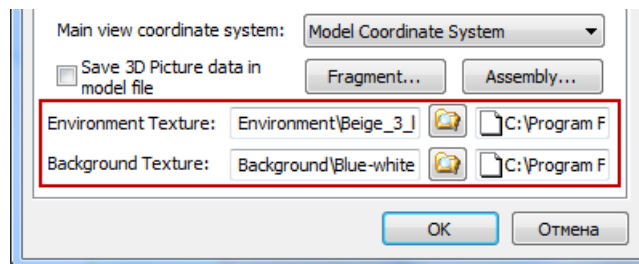 Main view coordinate system: Model Coordinate System
Save 3D Picture data in
model file
Fragment... Assembly...
Environment Texture: Environment\Beige_3_l C:\Program F
Background Texture: Background\Blue-white C:\Program F
OK Отмена